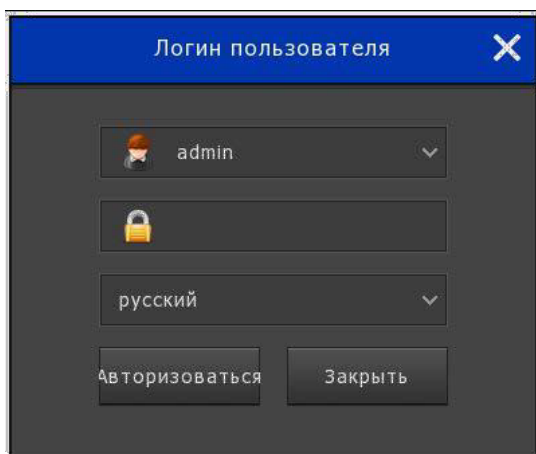 Логин пользователя
admin
русский
Авторизоваться
Закрыть